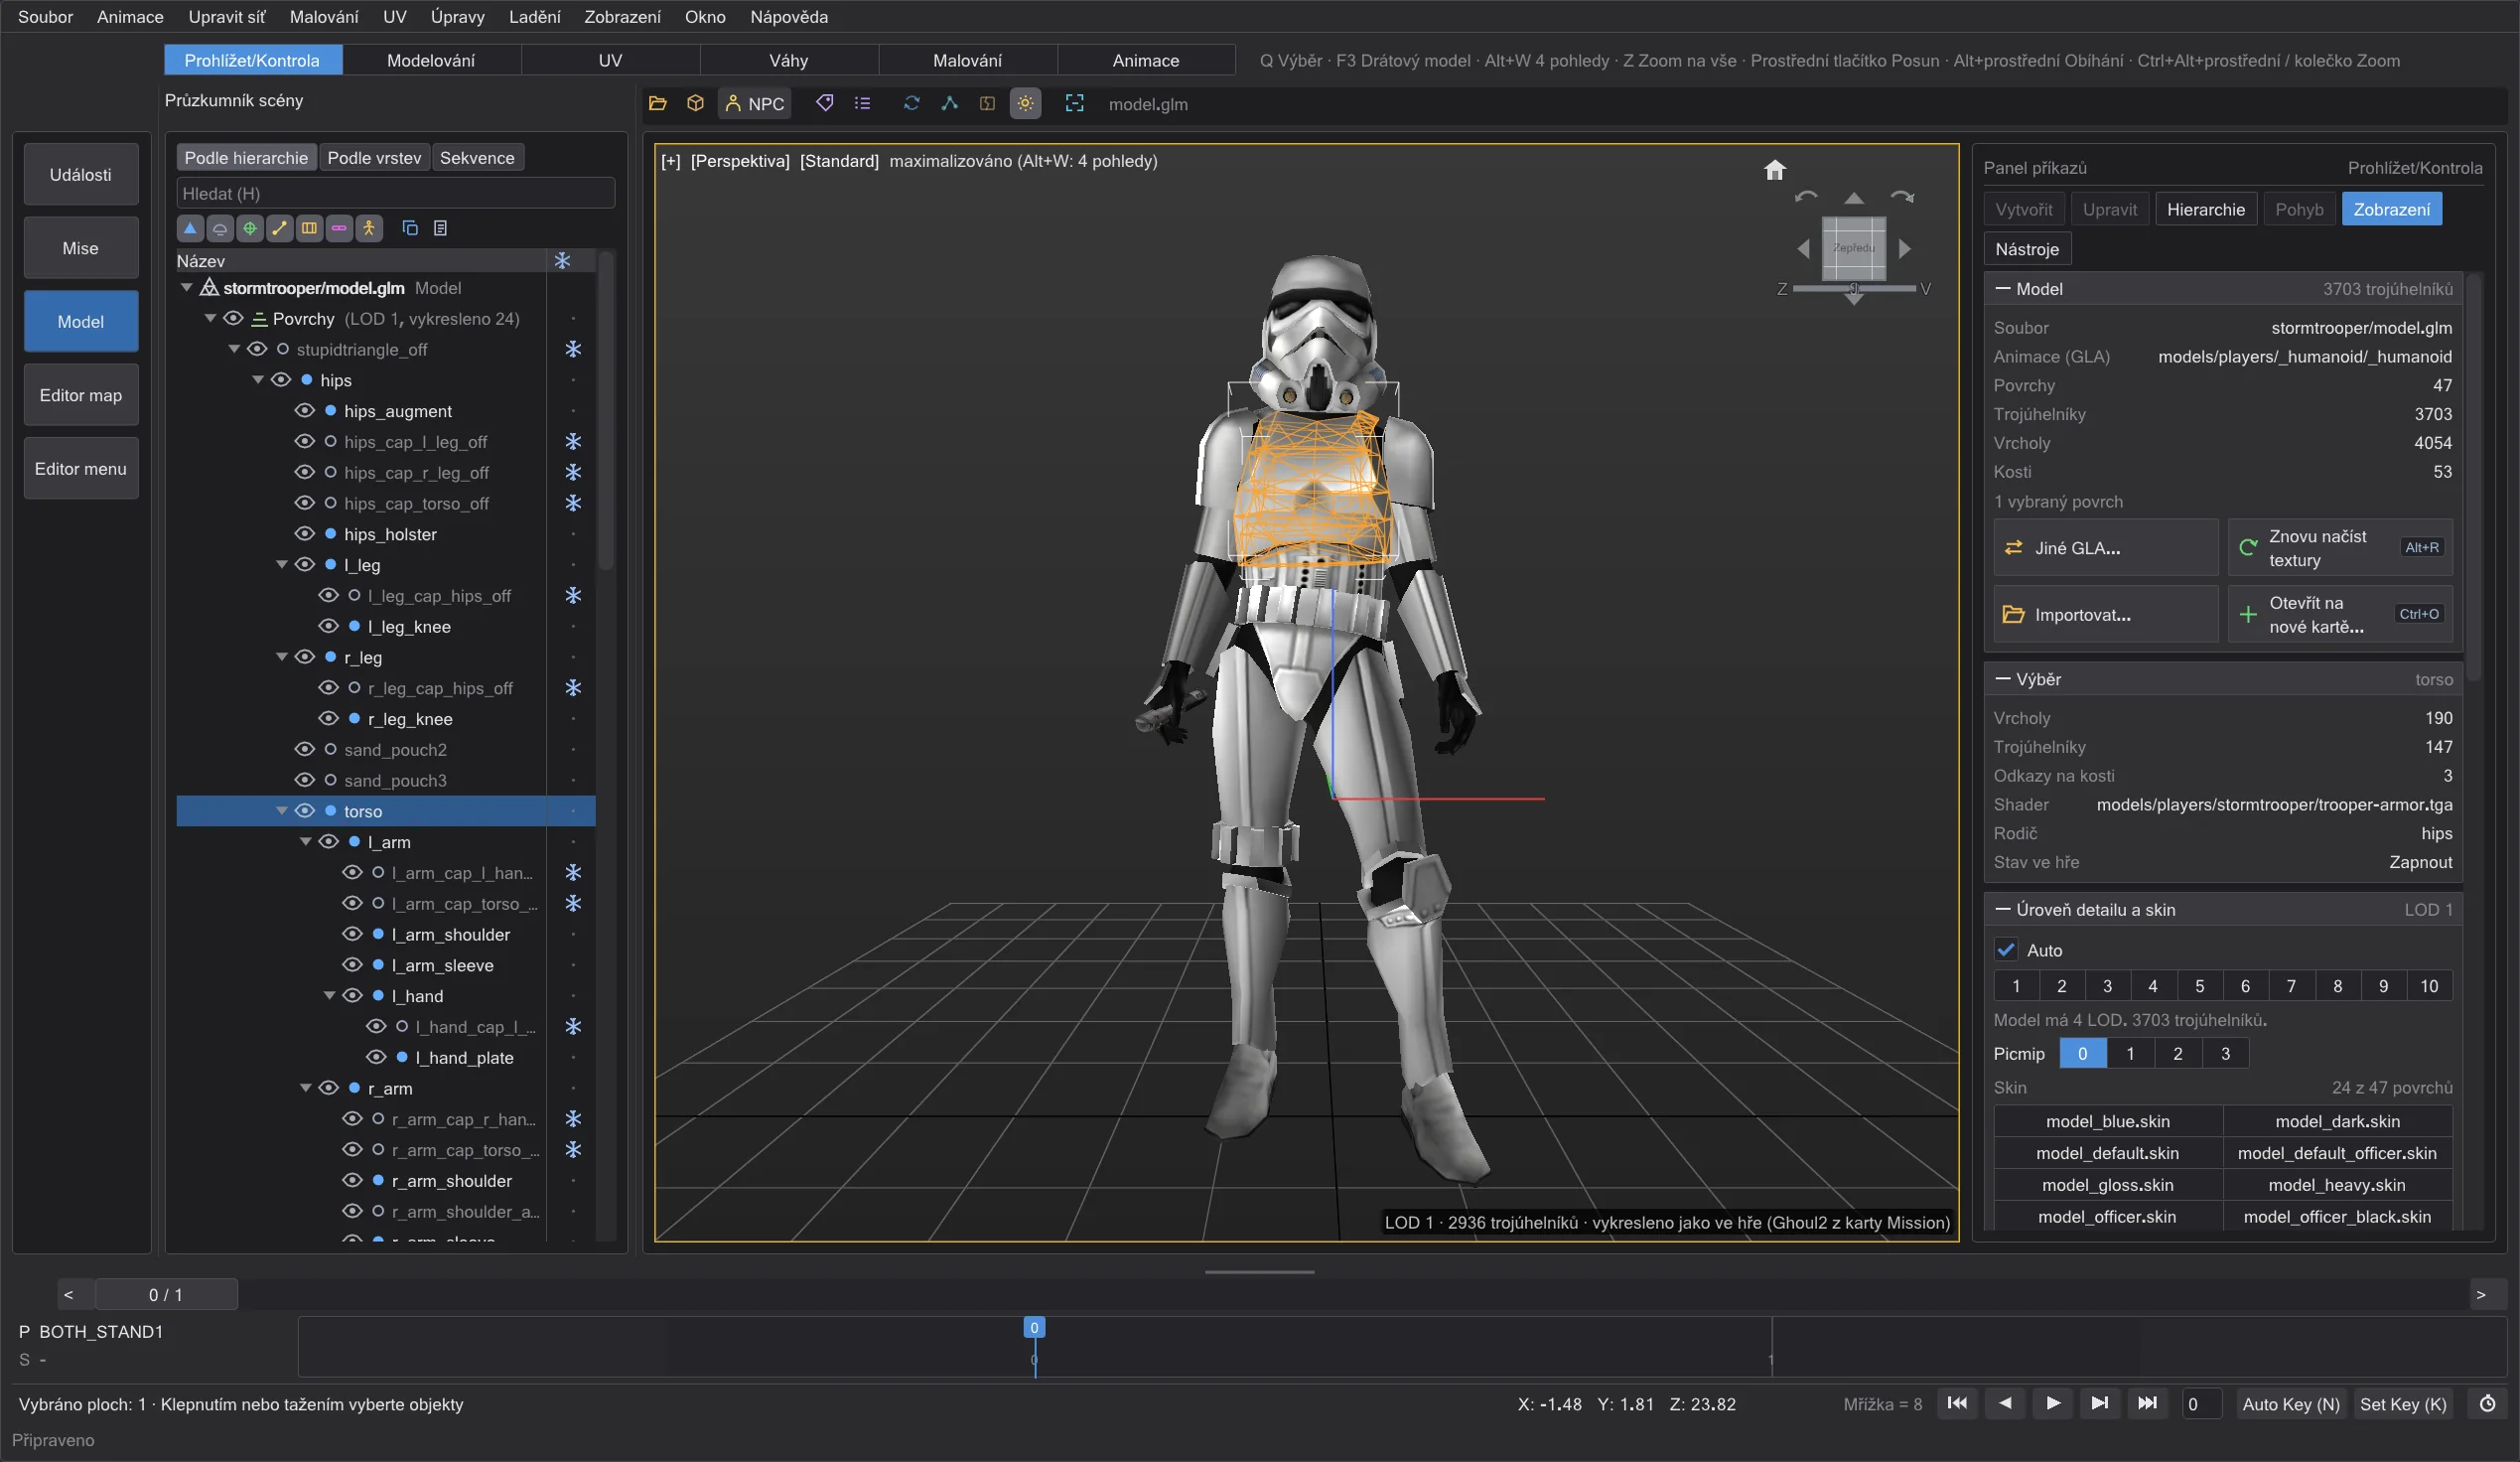 Soubor Animace Upravit síť Malování UV Úpravy Ladění Zobrazení Okno Nápověda
Prohlížet/Kontrola Modelování UV Váhy Malování Animace Q Výběr · F3 Drátový model · Alt+W 4 pohledy · Z Zoom na vše · Prostřední tlačítko Posun · Alt+prostřední Obíhání · Ctrl+Alt+prostřední / kolečko Zoom
Průzkumník scény
NPC model.glm
Události
Mise
Model
Editor map
Editor menu
Podle hierarchie Podle vrstev Sekvence
Hledat (H)
Název
stormtrooper/model.glm Model
Povrchy (LOD 1, vykresleno 24)
stupidtriangle_off
hips
hips_augment
hips_cap_l_leg_off
hips_cap_r_leg_off
hips_cap_torso_off
hips_holster
l_leg
l_leg_cap_hips_off
l_leg_knee
r_leg
r_leg_cap_hips_off
r_leg_knee
sand_pouch2
sand_pouch3
torso
l_arm
l_arm_cap_l_han...
l_arm_cap_torso_...
l_arm_shoulder
l_arm_sleeve
l_hand
l_hand_cap_l_...
l_hand_plate
r_arm
r_arm_cap_r_han...
r_arm_cap_torso_...
r_arm_shoulder
r_arm_shoulder_a...
[+] [Perspektiva] [Standard] maximalizováno (Alt+W: 4 pohledy)
Zepředu
Z V
LOD 1 · 2936 trojúhelníků · vykresleno jako ve hře (Ghoul2 z karty Mission)
Panel příkazů Prohlížet/Kontrola
Vytvořit Upravit Hierarchie Pohyb Zobrazení
Nástroje
Model 3703 trojúhelníků
Soubor stormtrooper/model.glm
Animace (GLA) models/players/_humanoid/_humanoid
Povrchy 47
Trojúhelníky 3703
Vrcholy 4054
Kosti 53
1 vybraný povrch
Jiné GLA...
Znovu načíst textury Alt+R
Importovat...
Otevřít na nové kartě... Ctrl+O
Výběr torso
Vrcholy 190
Trojúhelníky 147
Odkazy na kosti 3
Shader models/players/stormtrooper/trooper-armor.tga
Rodič hips
Stav ve hře Zapnout
Úroveň detailu a skin LOD 1
Auto
1 2 3 4 5 6 7 8 9 10
Model má 4 LOD. 3703 trojúhelníků.
Picmip 0 1 2 3
Skin 24 z 47 povrchů
model_blue.skin model_dark.skin
model_default.skin model_default_officer.skin
model_gloss.skin model_heavy.skin
model_officer.skin model_officer_black.skin
< 0 / 1 >
P BOTH_STAND1
S -
0
0 1
Vybráno ploch: 1 · Klepnutím nebo tažením vyberte objekty
X: -1.48 Y: 1.81 Z: 23.82
Mřížka = 8
0 Auto Key (N) Set Key (K)
Připraveno